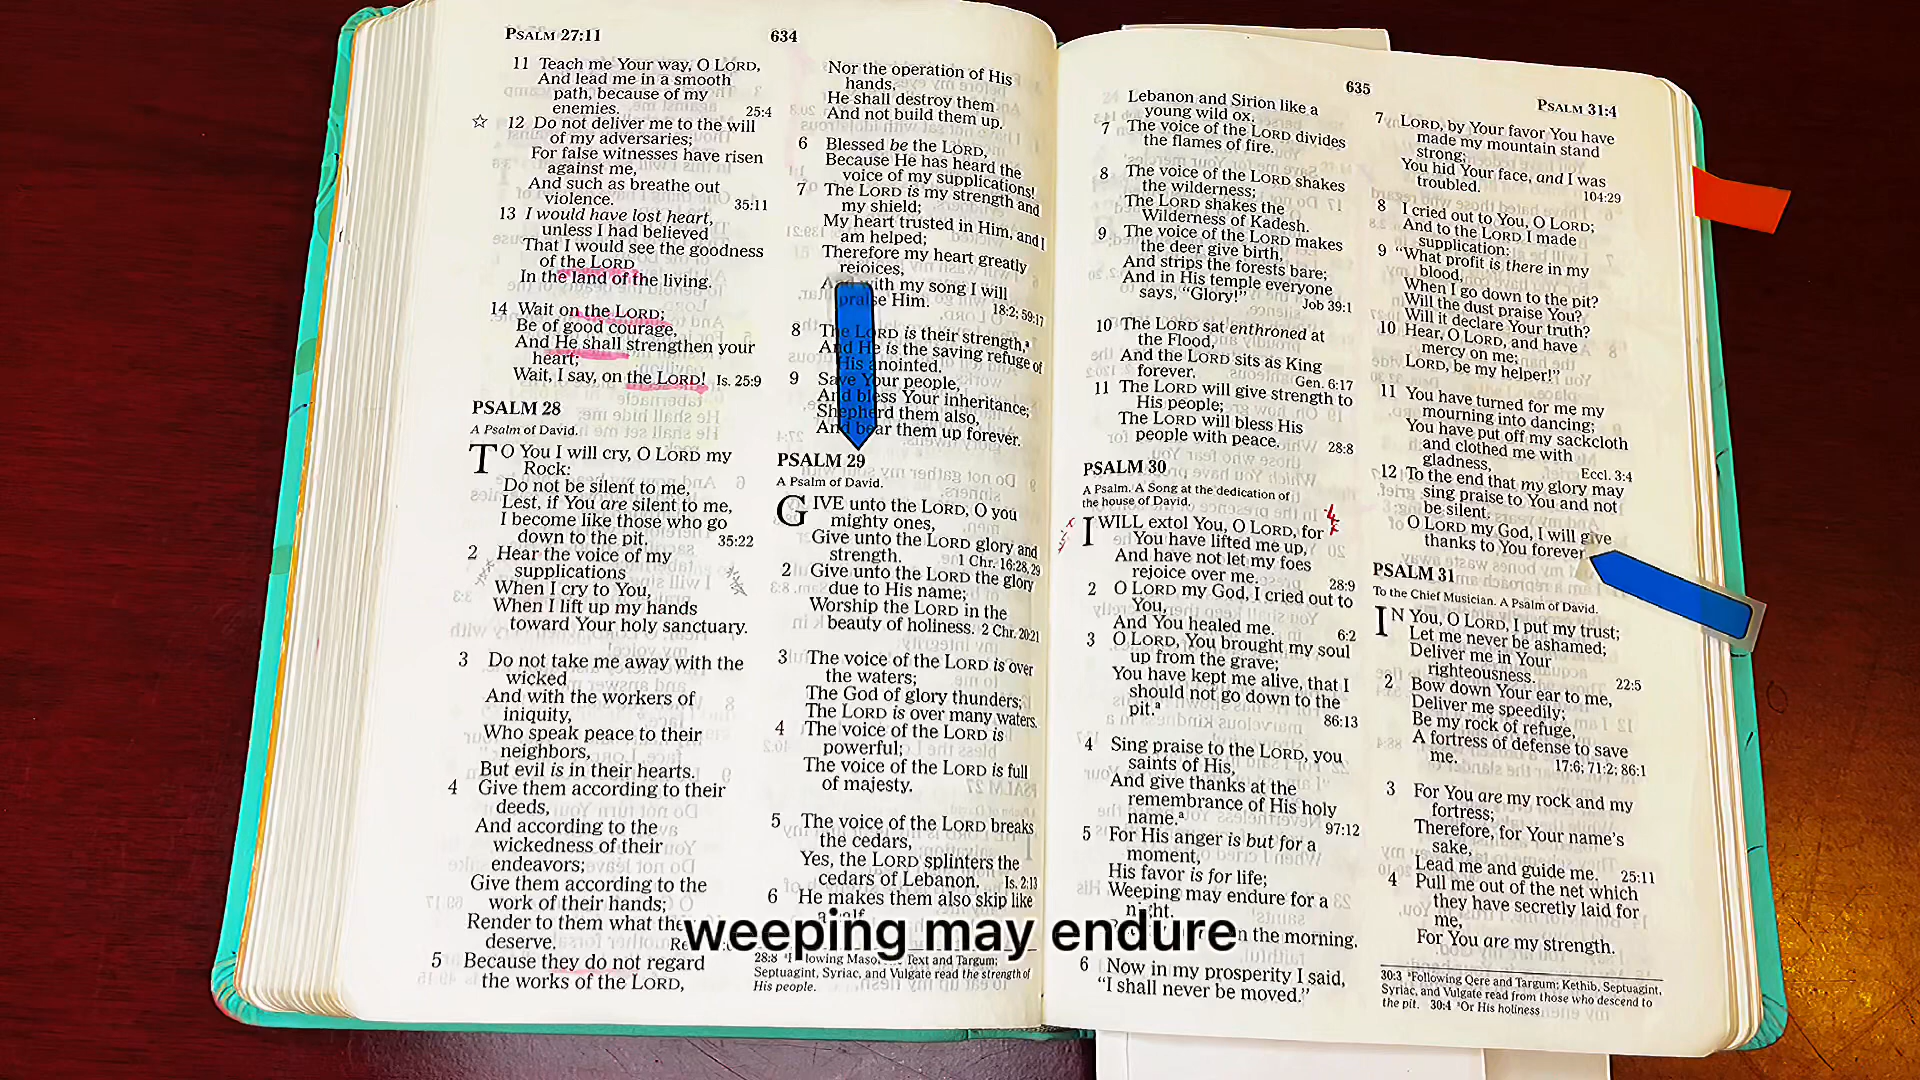 PSALM 27:11
634
11 Teach me Your way, O LORD,
And lead me in a smooth
path, because of my
enemies. 25:4
☆ 12 Do not deliver me to the will
of my adversaries;
For false witnesses have risen
against me,
And such as breathe out
violence. 35:11
13 I would have lost heart,
unless I had believed
That I would see the goodness
of the LORD
In the land of the living.
14 Wait on the LORD;
Be of good courage,
And He shall strengthen your
heart;
Wait, I say, on the LORD! Is. 25:9
PSALM 28
A Psalm of David.
TO You I will cry, O LORD my
Rock:
Do not be silent to me,
Lest, if You are silent to me,
I become like those who go
down to the pit. 35:22
2 Hear the voice of my
supplications
When I cry to You,
When I lift up my hands
toward Your holy sanctuary.
3 Do not take me away with the
wicked
And with the workers of
iniquity,
Who speak peace to their
neighbors,
But evil is in their hearts.
4 Give them according to their
deeds,
And according to the
wickedness of their
endeavors;
Give them according to the
work of their hands;
Render to them what they
deserve.
5 Because they do not regard
the works of the LORD,
Nor the operation of His
hands,
He shall destroy them
And not build them up.
6 Blessed be the LORD,
Because He has heard the
voice of my supplications!
7 The LORD is my strength and
my shield;
My heart trusted in Him, and I
am helped;
Therefore my heart greatly
rejoices,
And with my song I will
praise Him. 18:2; 59:17
8 The LORD is their strength,ª
And He is the saving refuge of
His anointed.
9 Save Your people,
And bless Your inheritance;
Shepherd them also,
And bear them up forever.
PSALM 29
A Psalm of David.
GIVE unto the LORD, O you
mighty ones,
Give unto the LORD glory and
strength. 1 Chr. 16:28, 29
2 Give unto the LORD the glory
due to His name;
Worship the LORD in the
beauty of holiness. 2 Chr. 20:21
3 The voice of the LORD is over
the waters;
The God of glory thunders;
The LORD is over many waters.
4 The voice of the LORD is
powerful;
The voice of the LORD is full
of majesty.
5 The voice of the LORD breaks
the cedars,
Yes, the LORD splinters the
cedars of Lebanon. Is. 2:13
6 He makes them also skip like
a calf,
28:8 ªFollowing Masoretic Text and Targum;
Septuagint, Syriac, and Vulgate read the strength of
His people.
635
PSALM 31:4
Lebanon and Sirion like a
young wild ox.
7 The voice of the LORD divides
the flames of fire.
8 The voice of the LORD shakes
the wilderness;
The LORD shakes the
Wilderness of Kadesh.
9 The voice of the LORD makes
the deer give birth,
And strips the forests bare;
And in His temple everyone
says, "Glory!" Job 39:1
10 The LORD sat enthroned at
the Flood,
And the LORD sits as King
forever. Gen. 6:17
11 The LORD will give strength to
His people;
The LORD will bless His
people with peace. 28:8
PSALM 30
A Psalm. A Song at the dedication of
the house of David.
I WILL extol You, O LORD, for
You have lifted me up,
And have not let my foes
rejoice over me. 28:9
2 O LORD my God, I cried out to
You,
And You healed me. 6:2
3 O LORD, You brought my soul
up from the grave;
You have kept me alive, that I
should not go down to the
pit.ª 86:13
4 Sing praise to the LORD, you
saints of His,
And give thanks at the
remembrance of His holy
name.ª 97:12
5 For His anger is but for a
moment,
His favor is for life;
Weeping may endure for a
night,
in the morning.
6 Now in my prosperity I said,
"I shall never be moved."
7 LORD, by Your favor You have
made my mountain stand
strong;
You hid Your face, and I was
troubled. 104:29
8 I cried out to You, O LORD;
And to the LORD I made
supplication:
9 "What profit is there in my
blood,
When I go down to the pit?
Will the dust praise You?
Will it declare Your truth?
10 Hear, O LORD, and have
mercy on me;
LORD, be my helper!"
11 You have turned for me my
mourning into dancing;
You have put off my sackcloth
and clothed me with
gladness, Eccl. 3:4
12 To the end that my glory may
sing praise to You and not
be silent.
O LORD my God, I will give
thanks to You forever
PSALM 31
To the Chief Musician. A Psalm of David.
IN You, O LORD, I put my trust;
Let me never be ashamed;
Deliver me in Your
righteousness. 22:5
2 Bow down Your ear to me,
Deliver me speedily;
Be my rock of refuge,
A fortress of defense to save
me. 17:6; 71:2; 86:1
3 For You are my rock and my
fortress;
Therefore, for Your name's
sake,
Lead me and guide me. 25:11
4 Pull me out of the net which
they have secretly laid for
me,
For You are my strength.
30:3 ªFollowing Qere and Targum; Kethib, Septuagint,
Syriac, and Vulgate read from those who descend to
the pit. 30:4 ªOr His holiness
weeping may endure